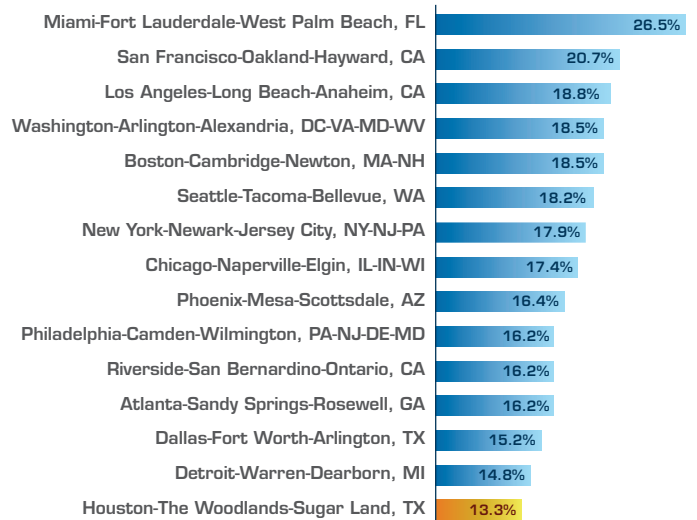 Miami-Fort Lauderdale-West Palm Beach, FL 26.5%
San Francisco-Oakland-Hayward, CA 20.7%
Los Angeles-Long Beach-Anaheim, CA 18.8%
Washington-Arlington-Alexandria, DC-VA-MD-WV 18.5%
Boston-Cambridge-Newton, MA-NH 18.5%
Seattle-Tacoma-Bellevue, WA 18.2%
New York-Newark-Jersey City, NY-NJ-PA 17.9%
Chicago-Naperville-Elgin, IL-IN-WI 17.4%
Phoenix-Mesa-Scottsdale, AZ 16.4%
Philadelphia-Camden-Wilmington, PA-NJ-DE-MD 16.2%
Riverside-San Bernardino-Ontario, CA 16.2%
Atlanta-Sandy Springs-Rosewell, GA 16.2%
Dallas-Fort Worth-Arlington, TX 15.2%
Detroit-Warren-Dearborn, MI 14.8%
Houston-The Woodlands-Sugar Land, TX 13.3%